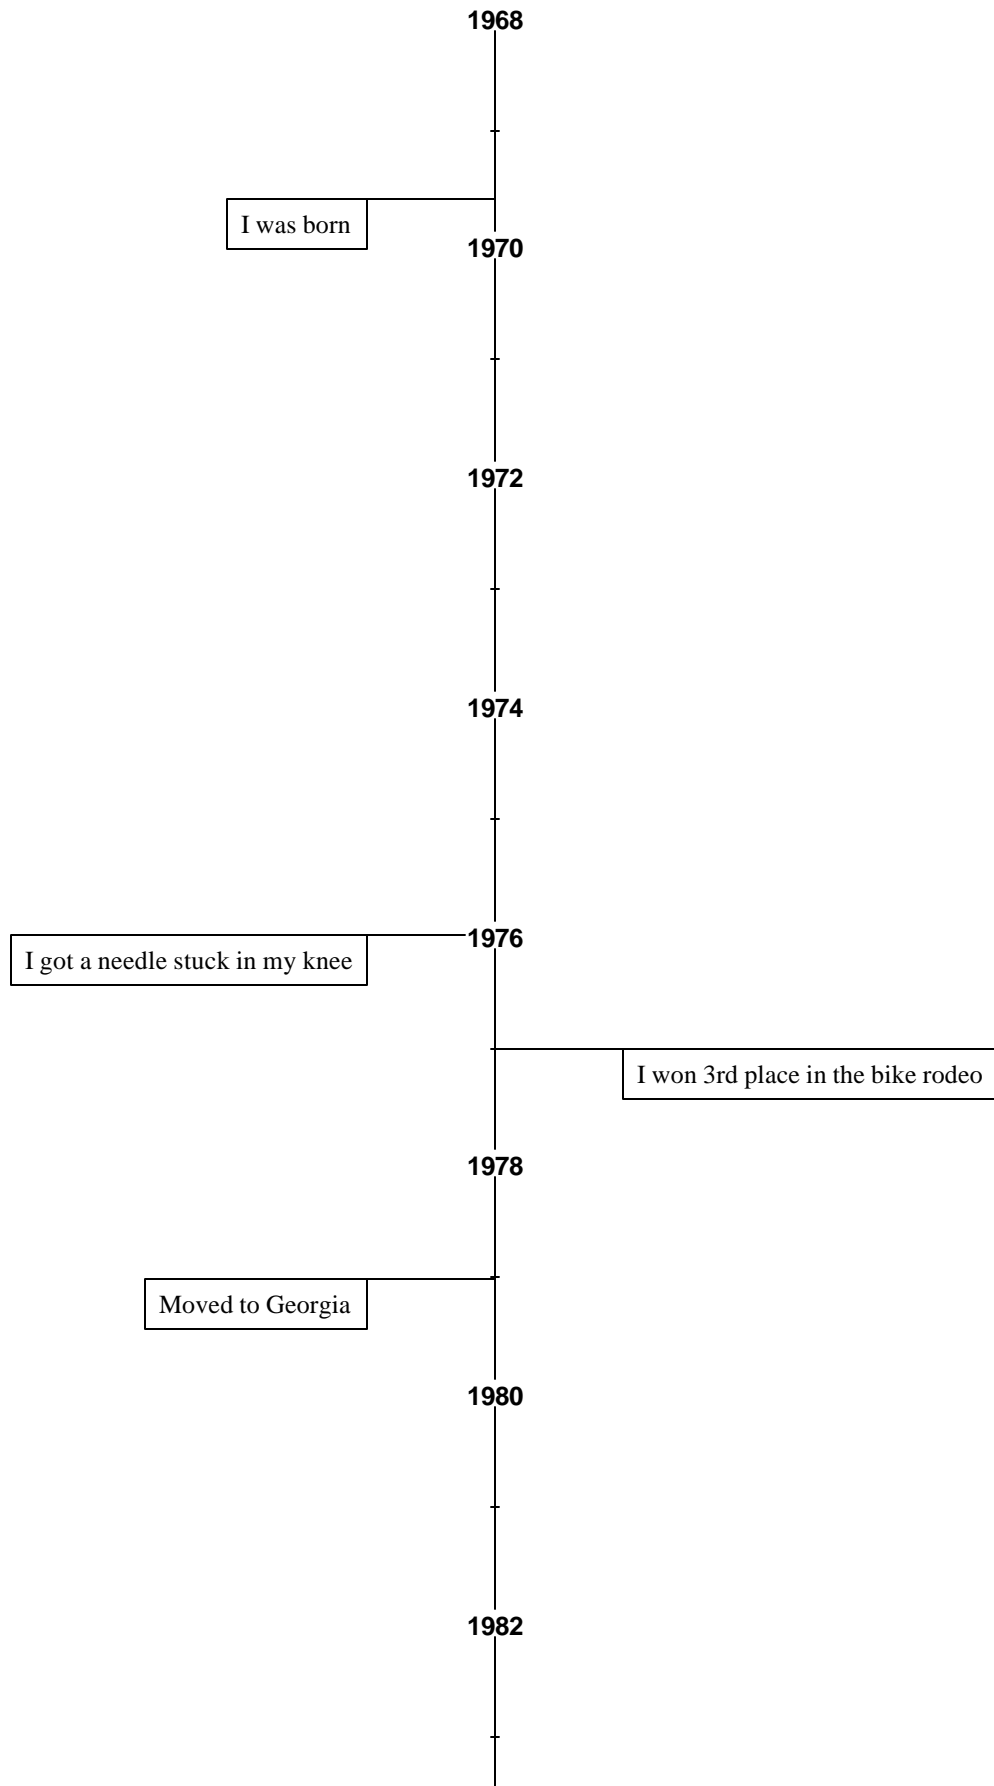 1968
I was born
1970
1972
1974
1976
I got a needle stuck in my knee
I won 3rd place in the bike rodeo
1978
Moved to Georgia
1980
1982